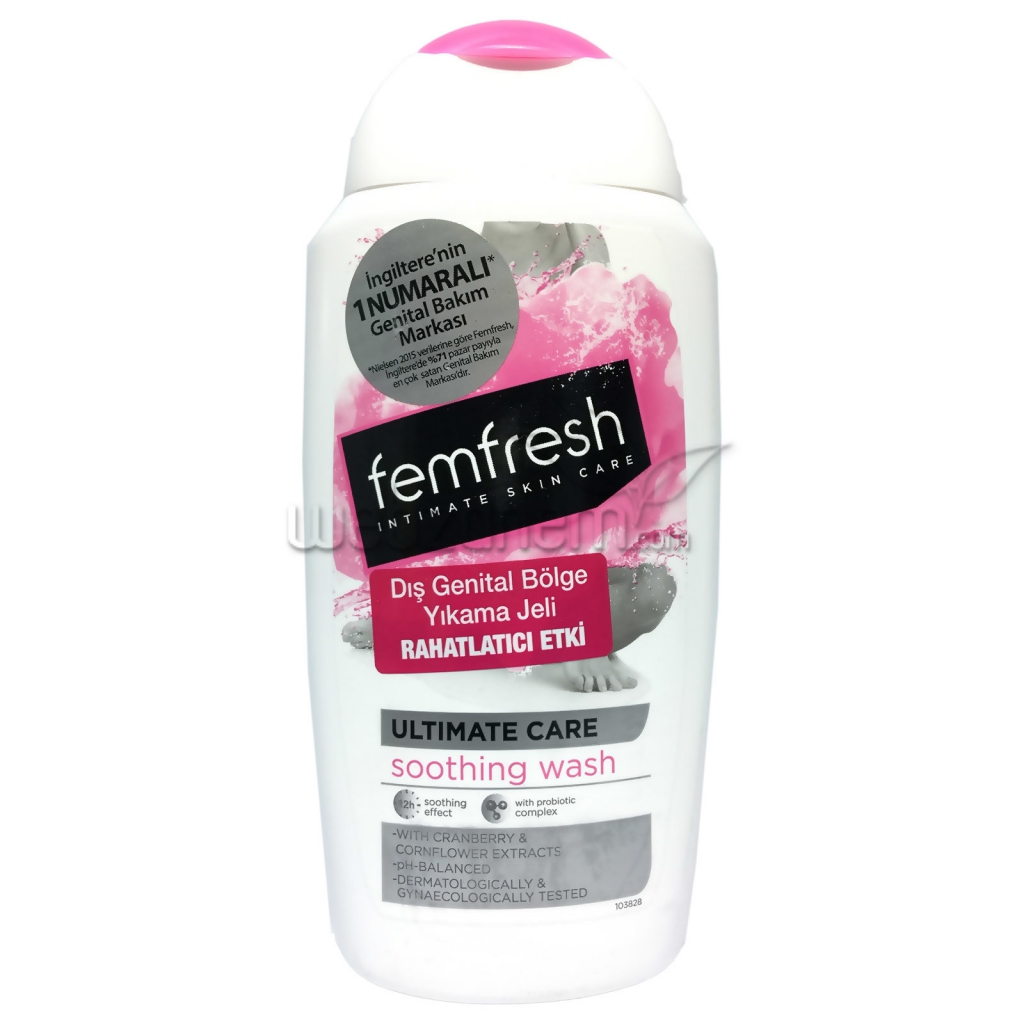 İngiltere'nin
1 NUMARALI*
Genital Bakım
Markası
*Nielsen 2015 verilerine göre Femfresh,
İngiltere'de %71 pazar payıyla
en çok satan Genital Bakım
Markasıdır.
femfresh
INTIMATE SKIN CARE
Dış Genital Bölge
Yıkama Jeli
RAHATLATICI ETKİ
ULTIMATE CARE
soothing wash
12h soothing effect
with probiotic complex
-WITH CRANBERRY &
CORNFLOWER EXTRACTS
-pH-BALANCED
-DERMATOLOGICALLY &
GYNAECOLOGICALLY TESTED
103828